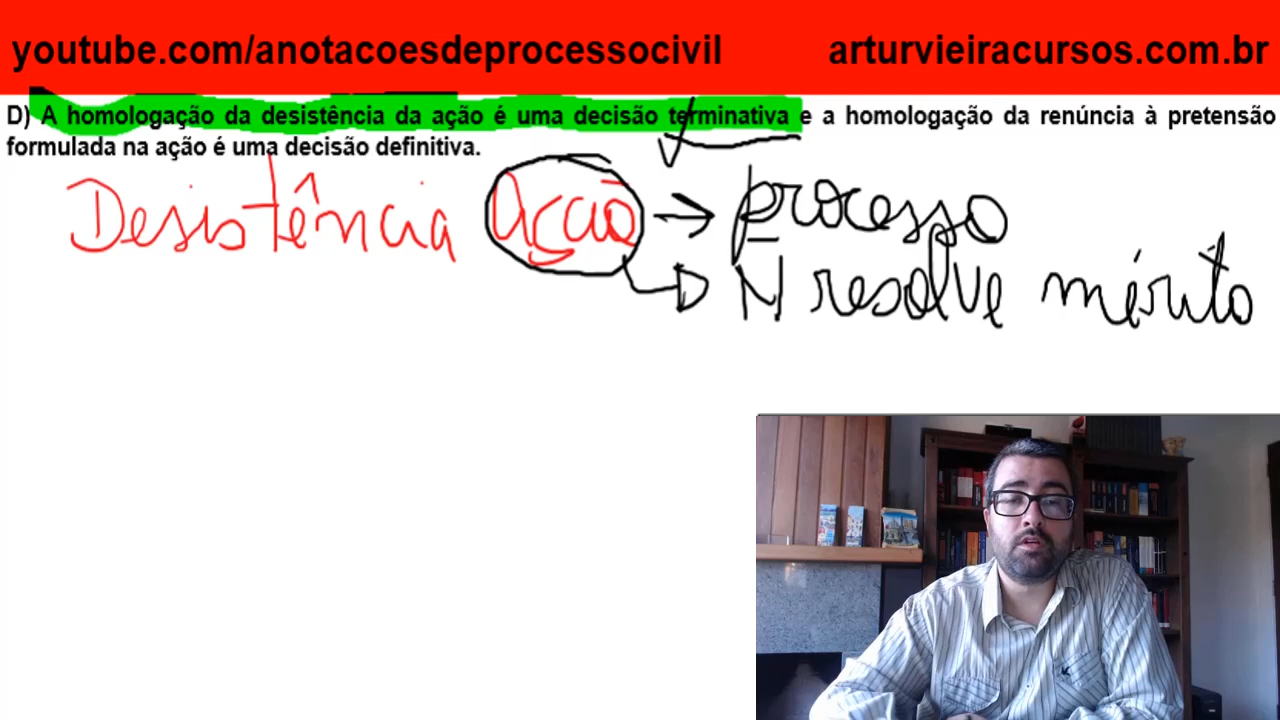 youtube.com/anotacoesdeprocessocivil arturvieiracursos.com.br
D) A homologação da desistência da ação é uma decisão terminativa e a homologação da renúncia à pretensão
formulada na ação é uma decisão definitiva.
Desistência ação → processo
N resolve mérito